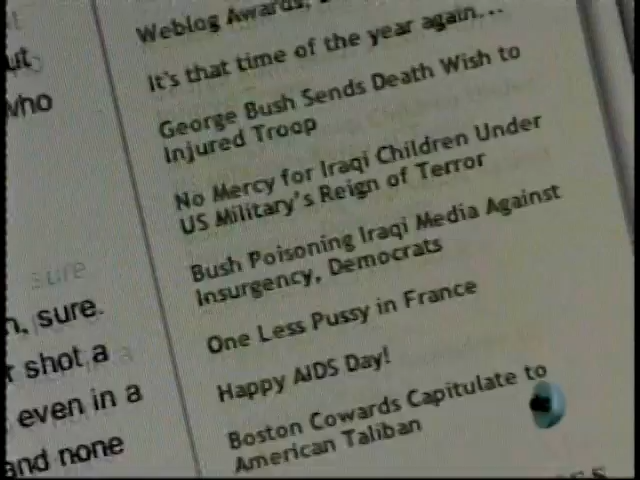 ut
who
sure
n, sure.
shot a
even in a
and none
Weblog Awards,
It's that time of the year again...
George Bush Sends Death Wish to
Injured Troop
No Mercy for Iraqi Children Under
US Military's Reign of Terror
Bush Poisoning Iraqi Media Against
Insurgency, Democrats
One Less Pussy in France
Happy AIDS Day!
Boston Cowards Capitulate to
American Taliban